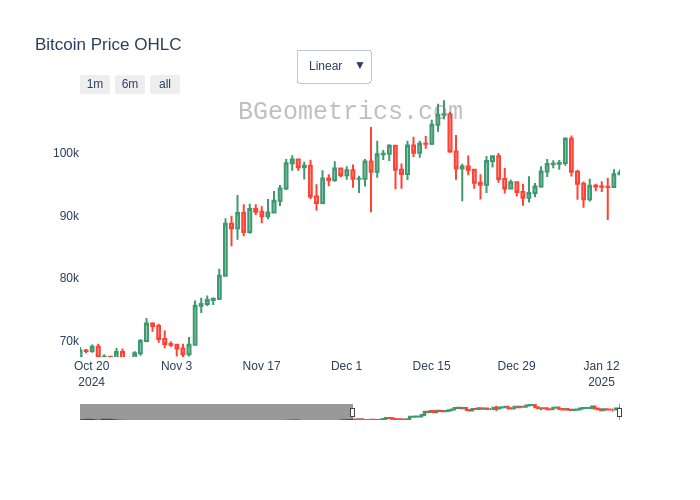 Bitcoin Price OHLC
Linear ▼
1m 6m all
BGeometrics.com
100k
90k
80k
70k
Oct 20 Nov 3 Nov 17 Dec 1 Dec 15 Dec 29 Jan 12
2024 2025